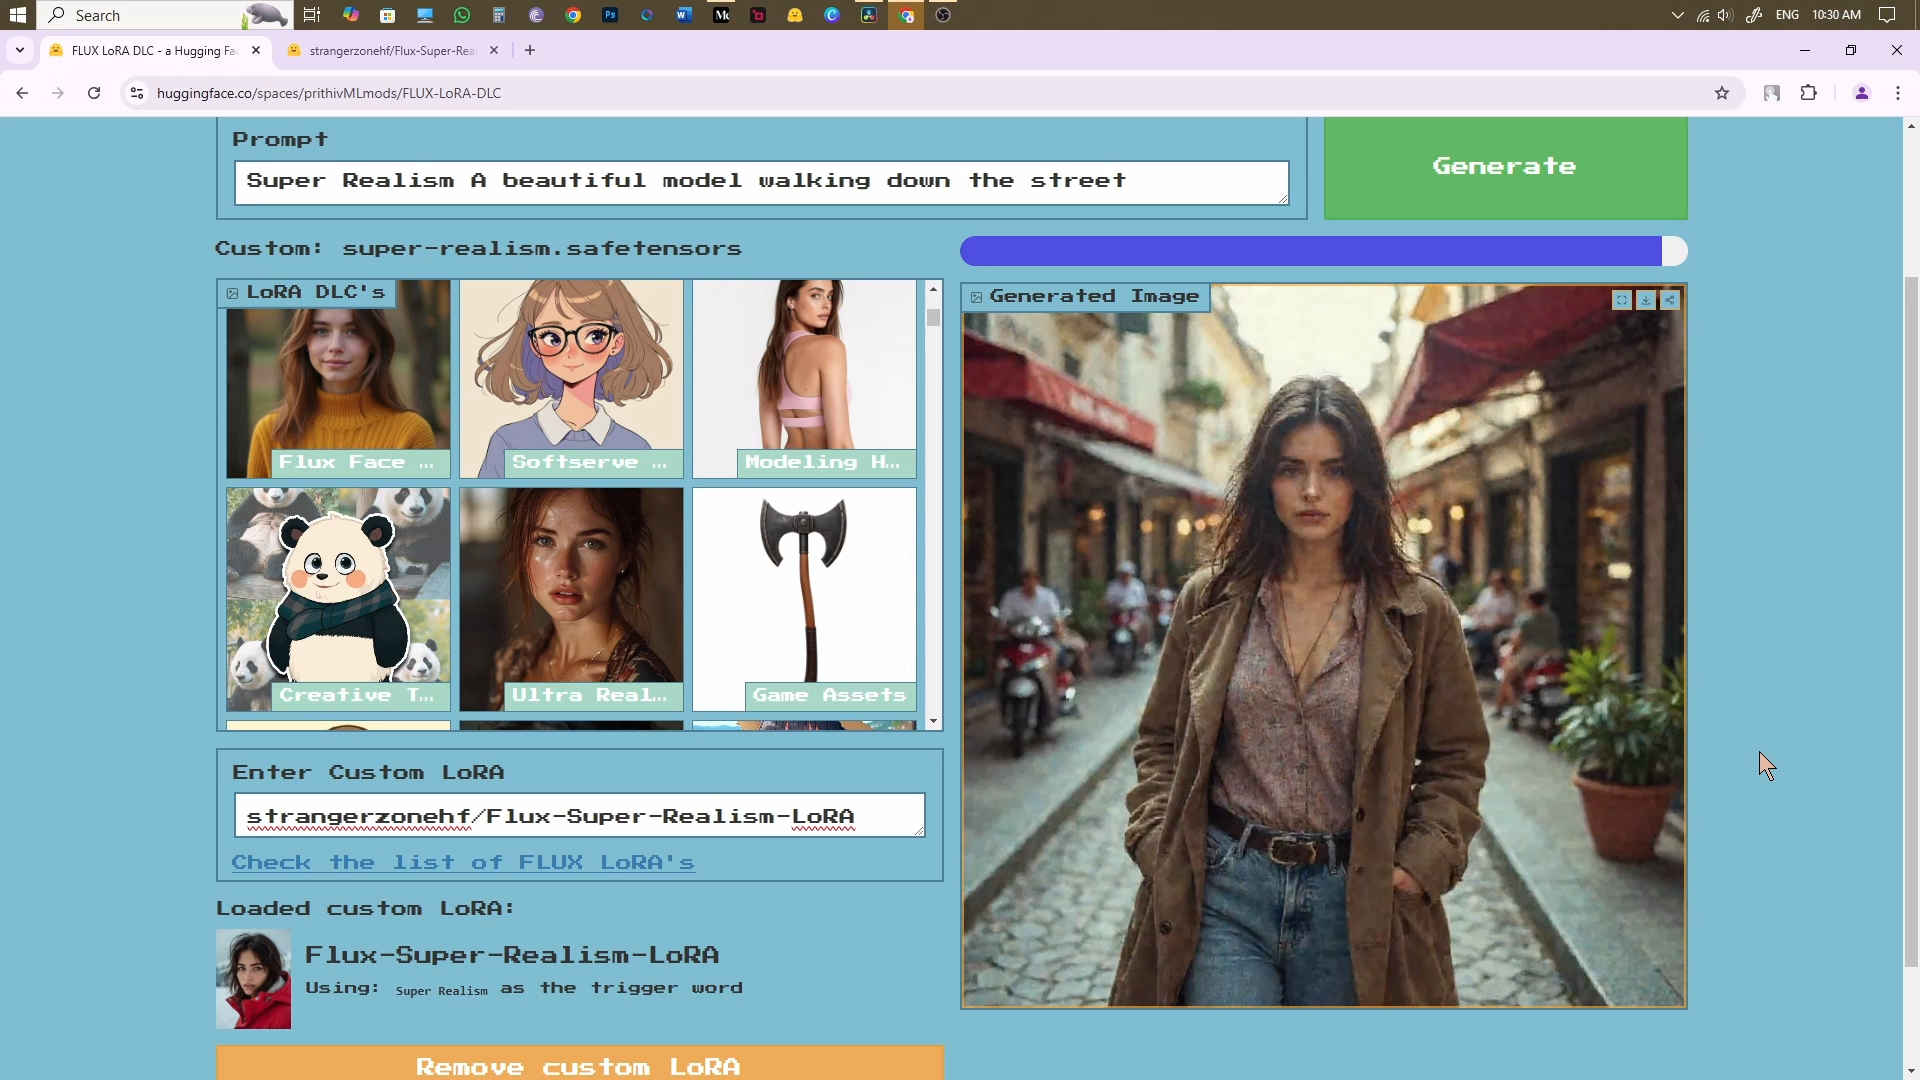 Search
ENG
10:30 AM
FLUX LoRA DLC - a Hugging Fa
strangerzonehf/Flux-Super-Rea
huggingface.co/spaces/prithivMLmods/FLUX-LoRA-DLC
Prompt
Super Realism A beautiful model walking down the street
Generate
Custom: super-realism.safetensors
LoRA DLC's
Generated Image
Flux Face ...
Softserve ...
Modeling H...
Creative T...
Ultra Real...
Game Assets
Enter Custom LoRA
strangerzonehf/Flux-Super-Realism-LoRA
Check the list of FLUX LoRA's
Loaded custom LoRA:
Flux-Super-Realism-LoRA
Using: Super Realism as the trigger word
Remove custom LoRA